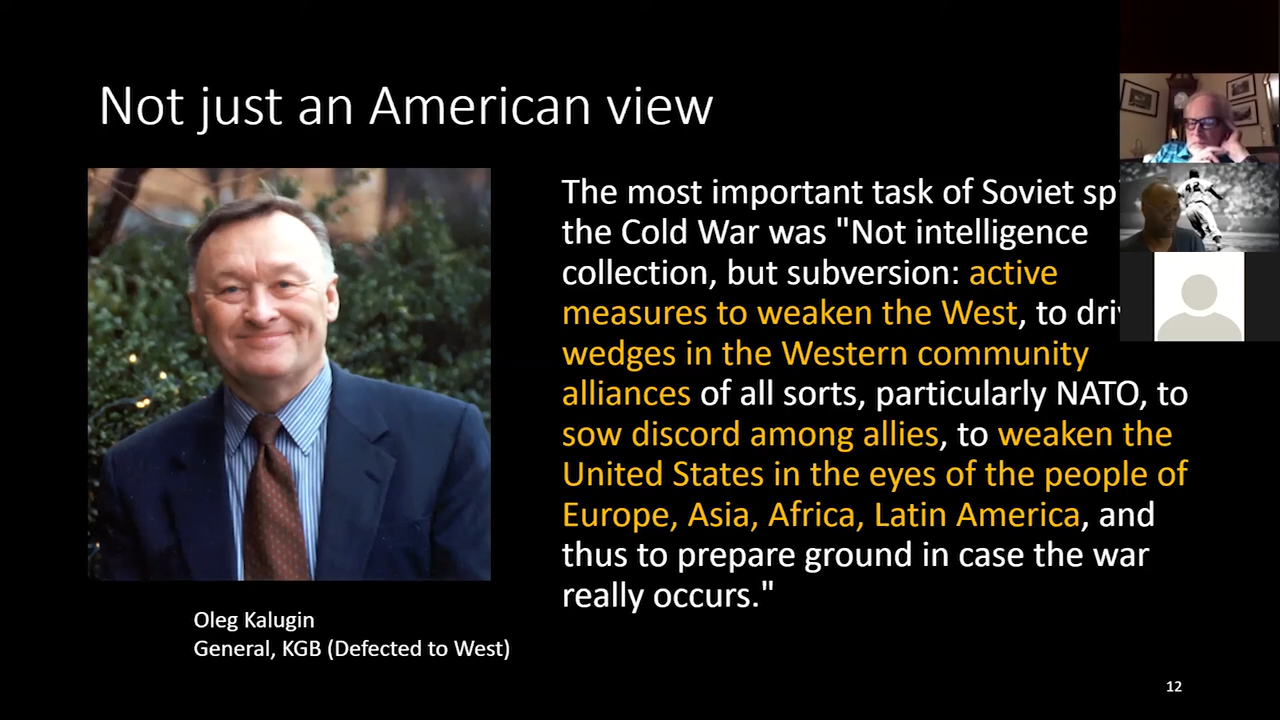 Not just an American view
The most important task of Soviet
the Cold War was "Not intelligence
collection, but subversion: active
measures to weaken the West, to
wedges in the Western community
alliances of all sorts, particularly NATO, to
sow discord among allies, to weaken the
United States in the eyes of the people of
Europe, Asia, Africa, Latin America, and
thus to prepare ground in case the war
really occurs."
Oleg Kalugin
General, KGB (Defected to West)
12
42